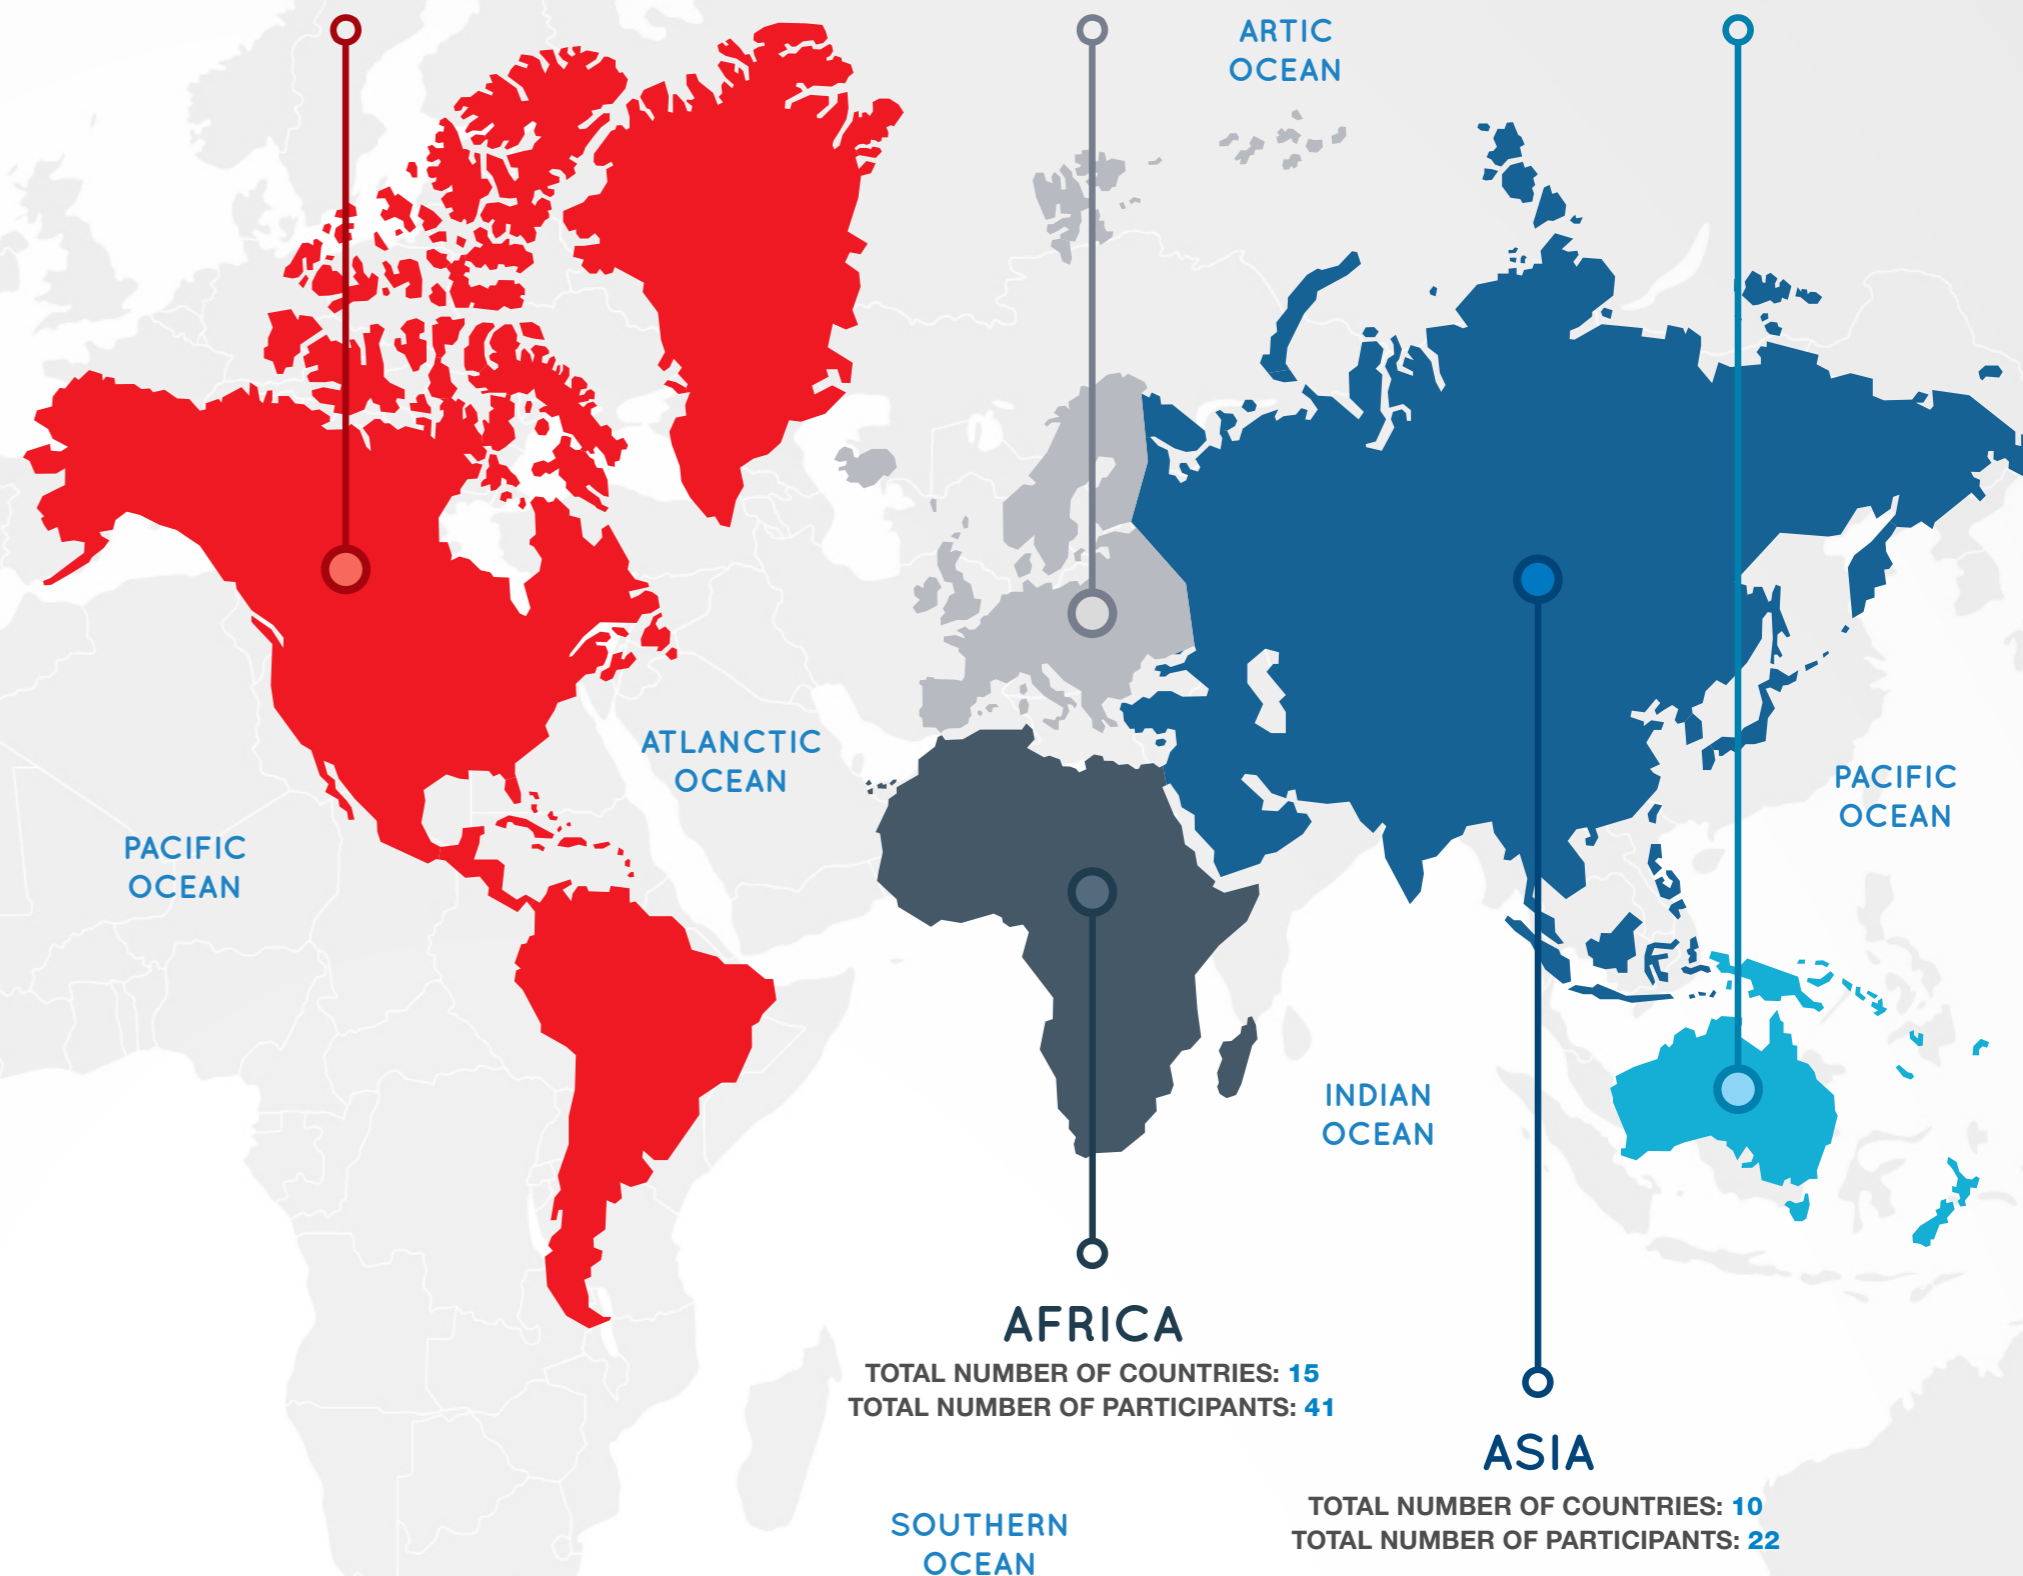 ARTIC
OCEAN
ATLANCTIC
OCEAN
PACIFIC
OCEAN
PACIFIC
OCEAN
INDIAN
OCEAN
AFRICA
TOTAL NUMBER OF COUNTRIES: 15
TOTAL NUMBER OF PARTICIPANTS: 41
ASIA
TOTAL NUMBER OF COUNTRIES: 10
TOTAL NUMBER OF PARTICIPANTS: 22
SOUTHERN
OCEAN